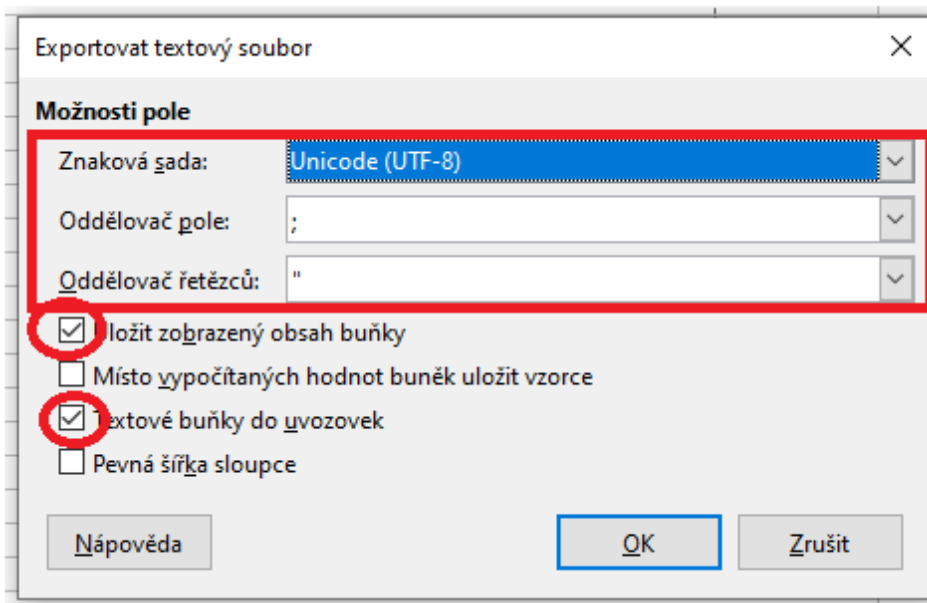 Exportovat textový soubor
Možnosti pole
Znaková sada: Unicode (UTF-8)
Oddělovač pole: ;
Oddělovač řetězců: "
Uložit zobrazený obsah buňky
Místo vypočítaných hodnot buněk uložit vzorce
Textové buňky do uvozovek
Pevná šířka sloupce
Nápověda OK Zrušit